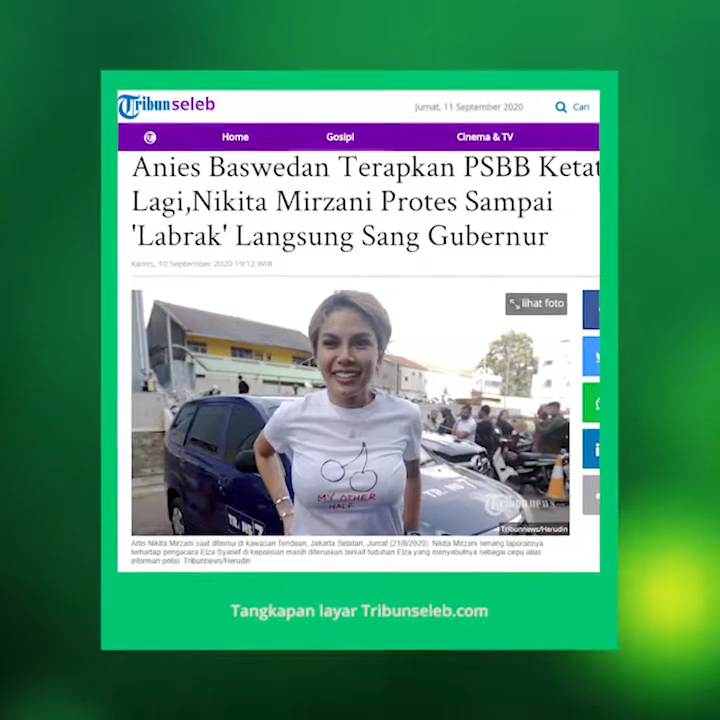 Tribunseleb
Jumat, 11 September 2020
Cari
Home
Gosipi
Cinema & TV
Anies Baswedan Terapkan PSBB Ketat
Lagi,Nikita Mirzani Protes Sampai
'Labrak' Langsung Sang Gubernur
Kamis, 10 September 2020 19:12 WIB
lihat foto
MY OTHER
HALF
Tribunnews
Tribunnews/Herudin
Artis Nikita Mirzani saat ditemui di kawasan Tendean, Jakarta Selatan, Jumat (21/8/2020). Nikita Mirzani senang laporannya
terhadap pengacara Elza Syarief di kepolisian masih diteruskan terkait tuduhan Elza yang menyebutnya sebagai cepu alias
informan polisi. Tribunnews/Herudin
Tangkapan layar Tribunseleb.com